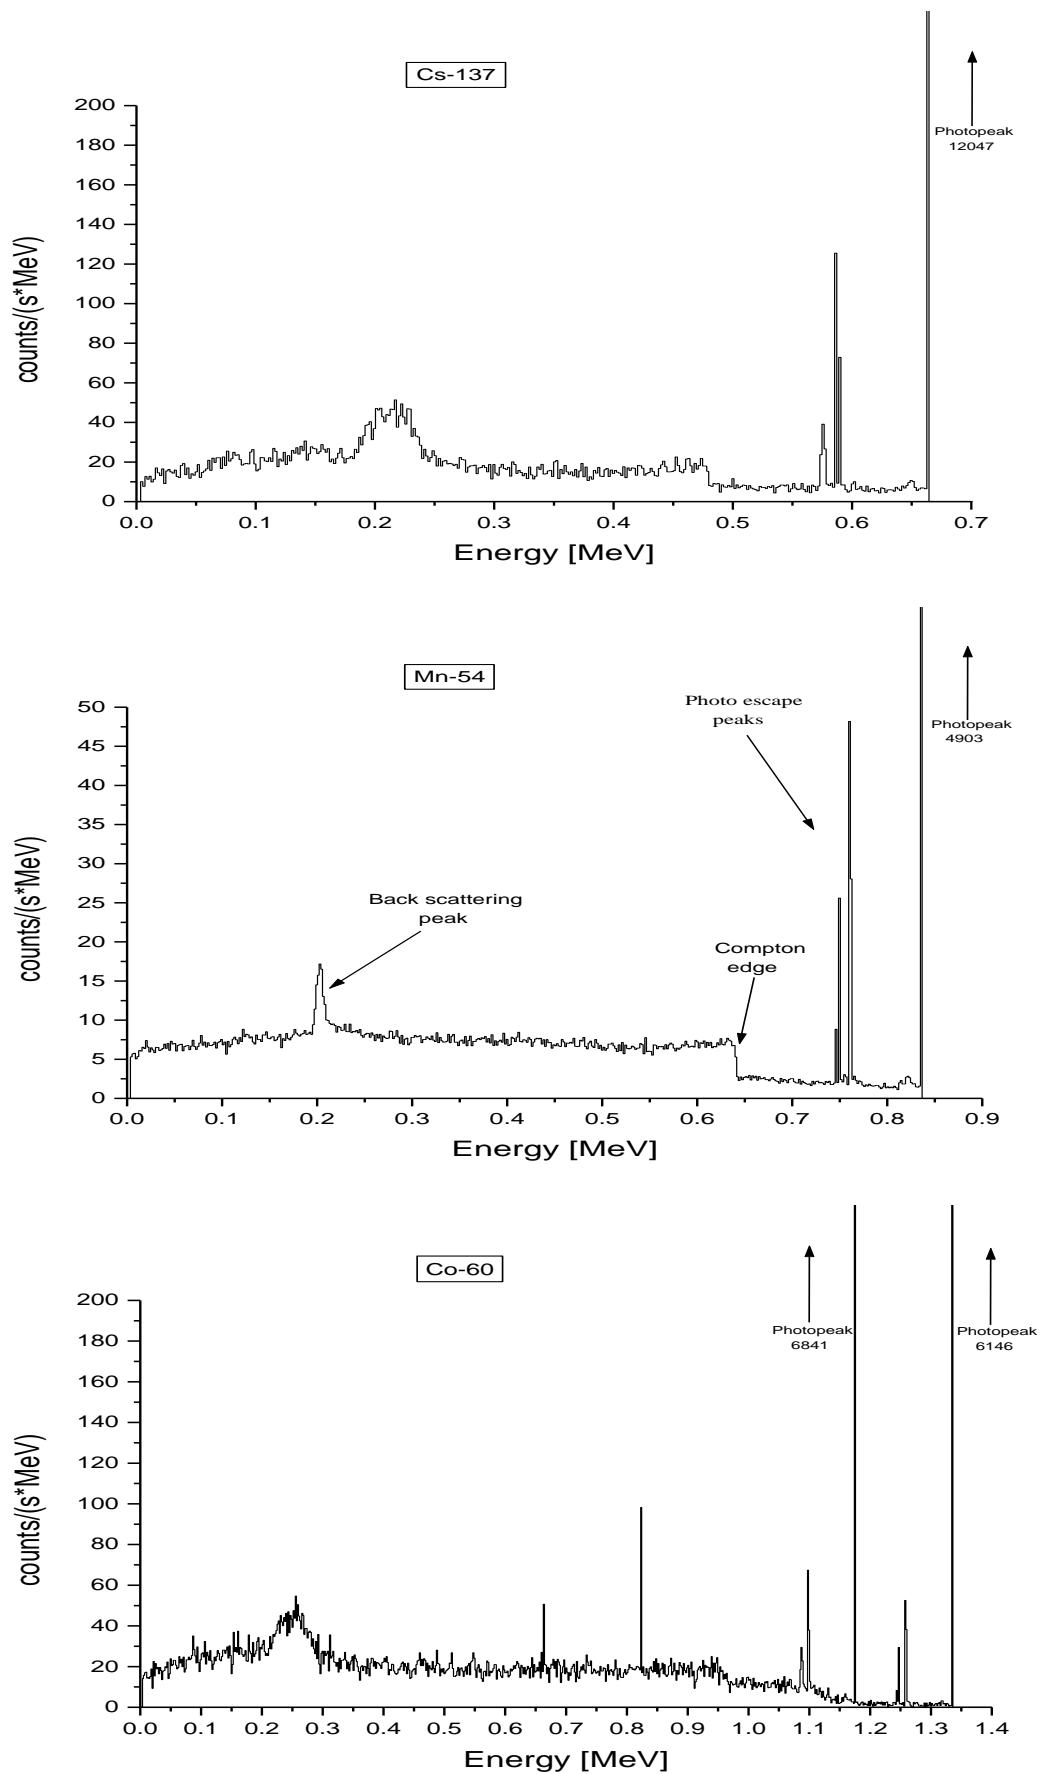 Cs-137
Photopeak
12047
200
180
160
140
120
100
80
60
40
20
0
counts/(s*MeV)
0.0 0.1 0.2 0.3 0.4 0.5 0.6 0.7
Energy [MeV]
Mn-54
Photo escape
peaks
Photopeak
4903
50
45
40
35
30
25
20
15
10
5
0
counts/(s*MeV)
Back scattering
peak
Compton
edge
0.0 0.1 0.2 0.3 0.4 0.5 0.6 0.7 0.8 0.9
Energy [MeV]
Co-60
Photopeak
6841
Photopeak
6146
200
180
160
140
120
100
80
60
40
20
0
counts/(s*MeV)
0.0 0.1 0.2 0.3 0.4 0.5 0.6 0.7 0.8 0.9 1.0 1.1 1.2 1.3 1.4
Energy [MeV]